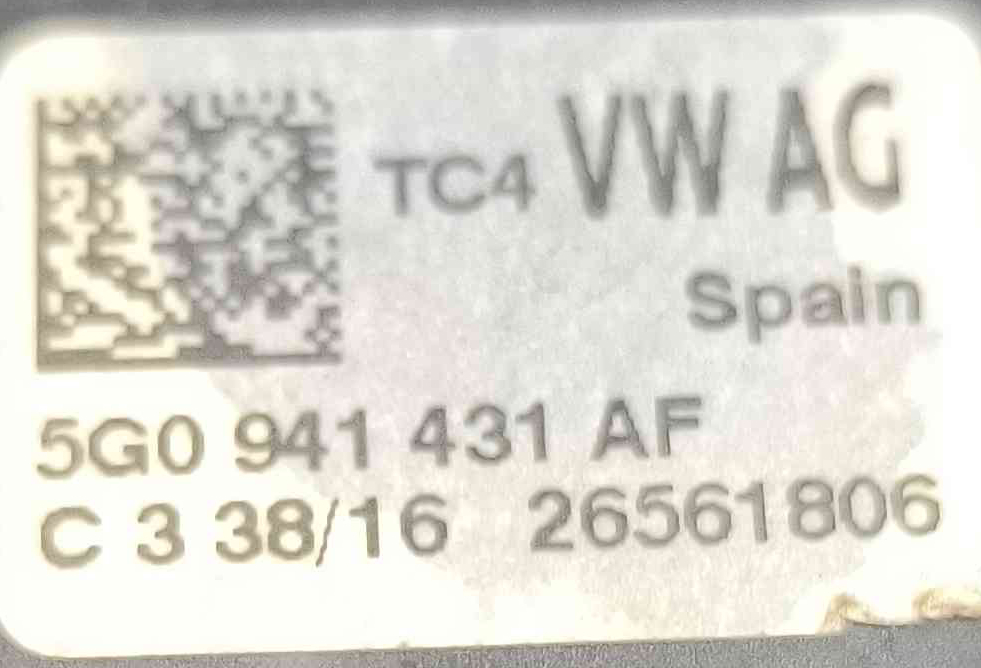 TC4 VW AG
Spain
5G0 941 431 AF
C 3 38/16 26561806